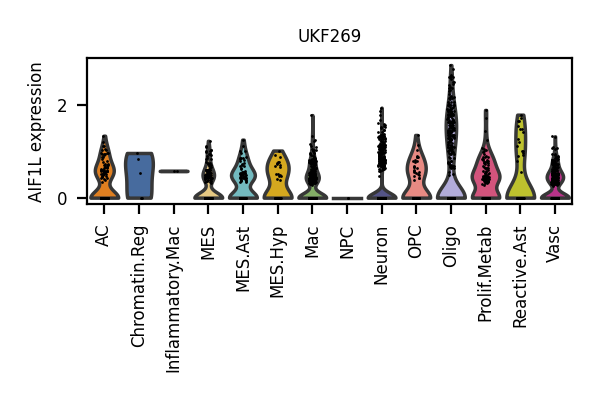 UKF269
AIF1L expression
2
0
AC
Chromatin.Reg
Inflammatory.Mac
MES
MES.Ast
MES.Hyp
Mac
NPC
Neuron
OPC
Oligo
Prolif.Metab
Reactive.Ast
Vasc